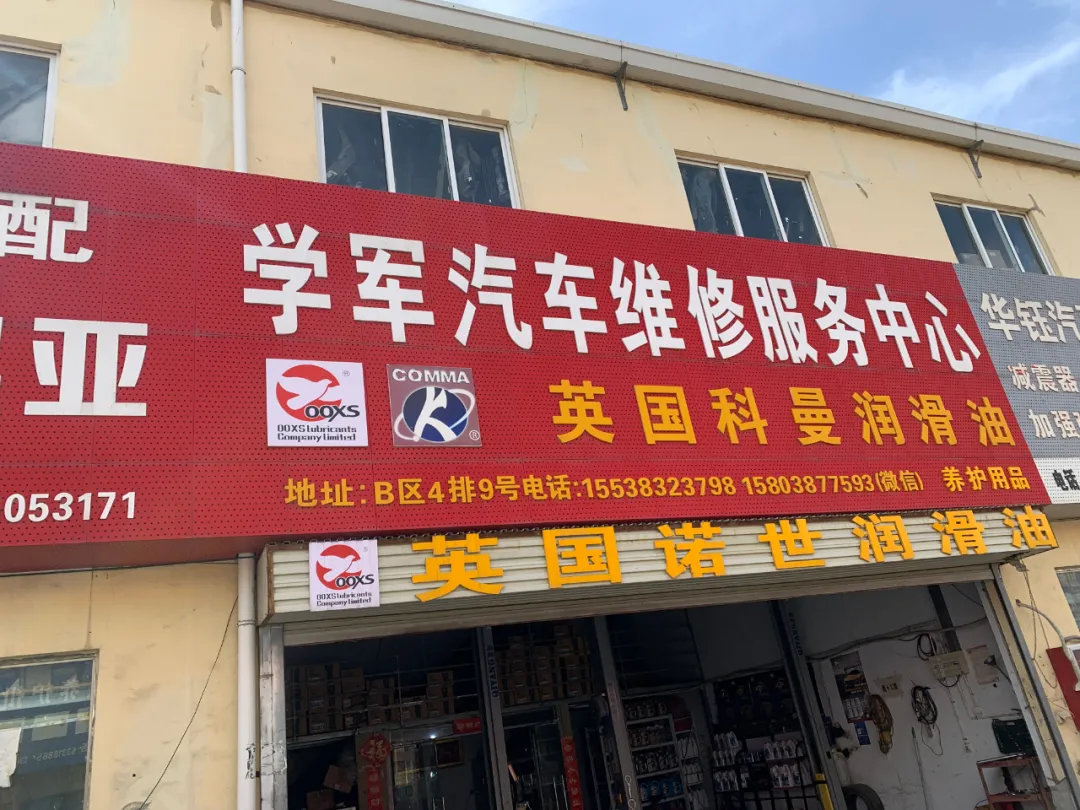 配
亚
053171
学军汽车维修服务中心
OOXS
OOXS lubricants
Company limited
COMMA
英国科曼润滑油
地址:B区4排9号电话:15538323798 15803877593(微信) 养护用品
华钰汽
减震器
加强
电话
OOXS
OOXS lubricants
Company limited
英国诺世润滑油